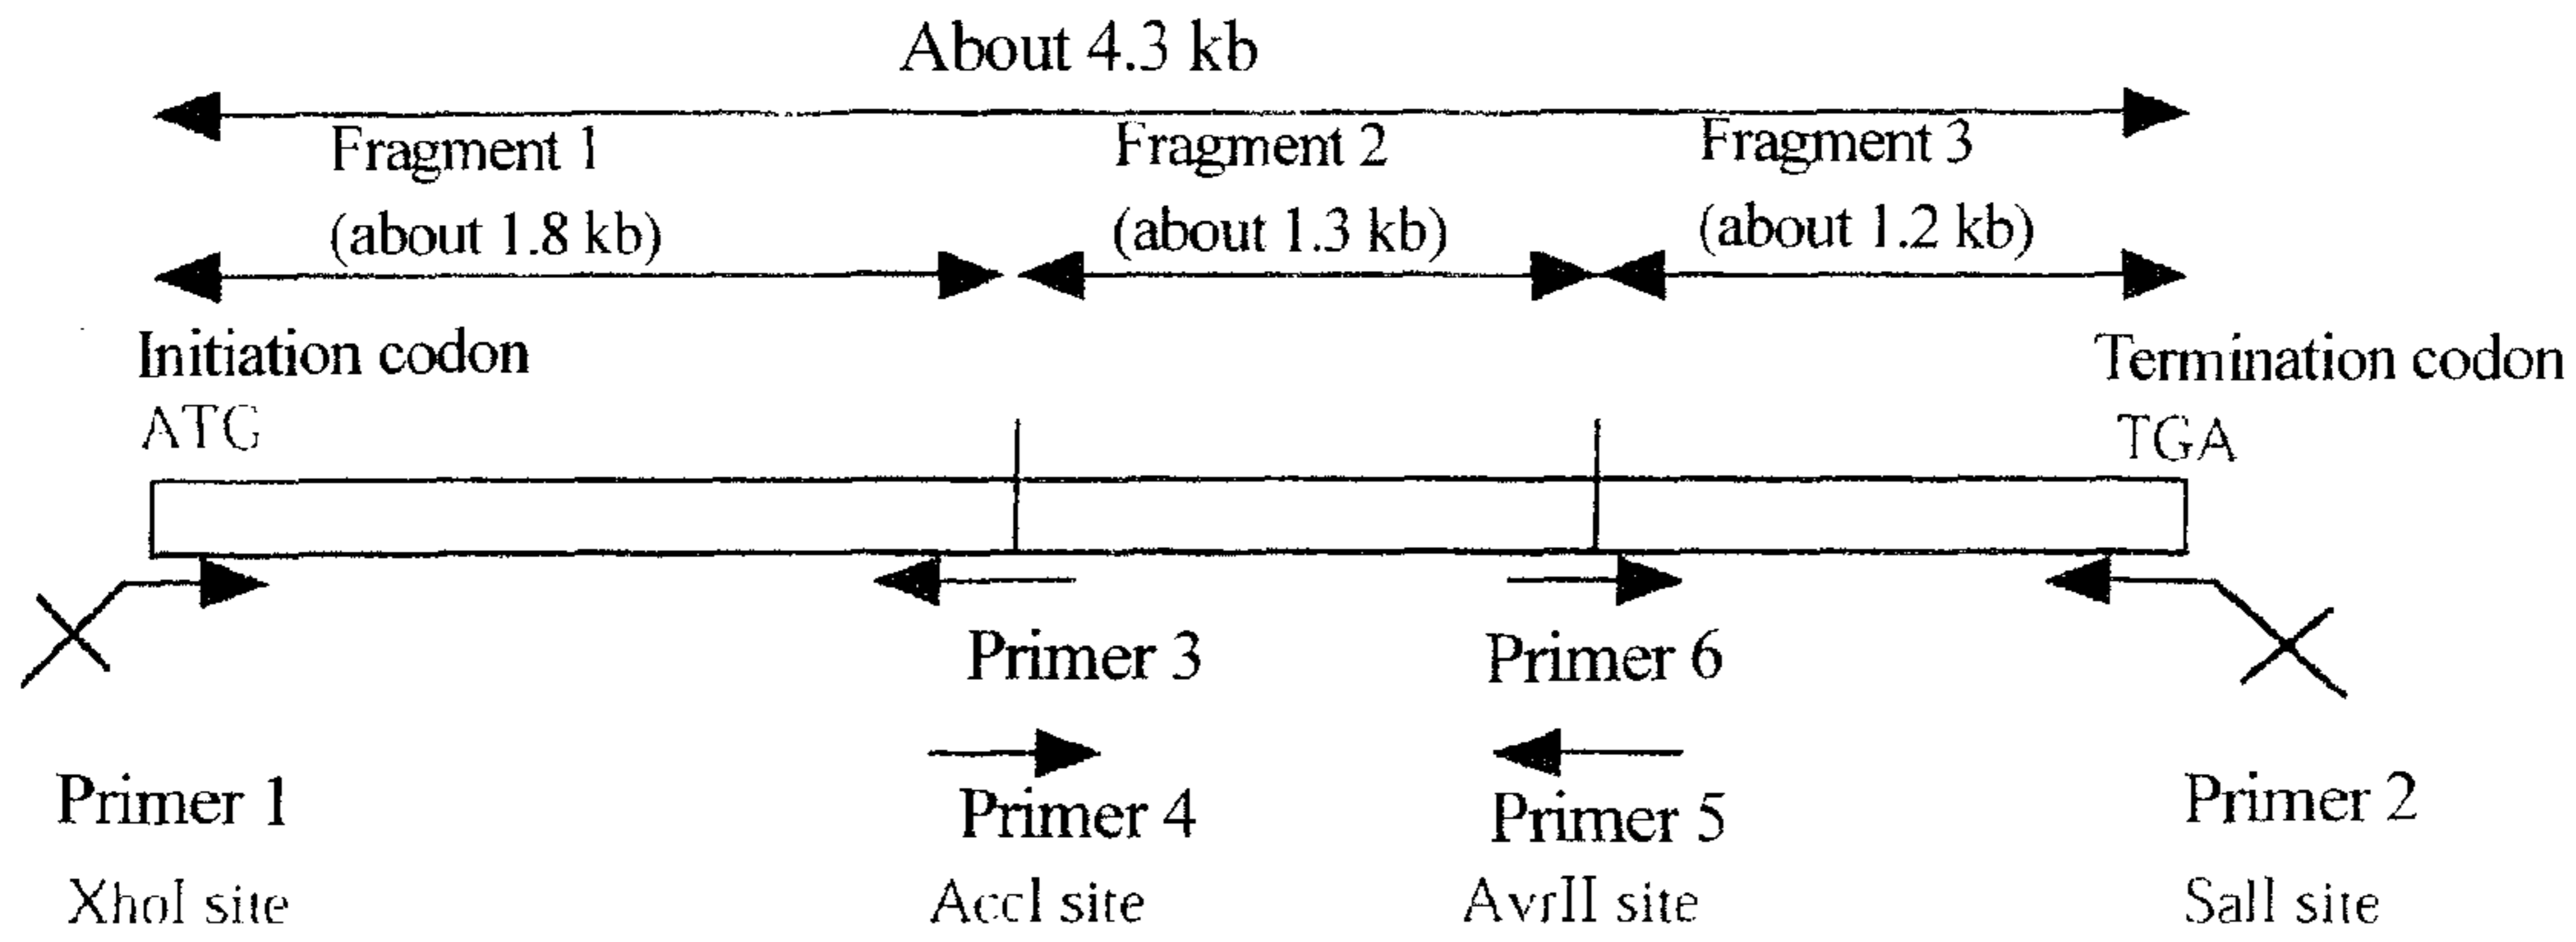 About 4.3 kb
Fragment 1
(about 1.8 kb)
Fragment 2
(about 1.3 kb)
Fragment 3
(about 1.2 kb)
Initiation codon
ATG
Termination codon
TGA
Primer 3
Primer 6
Primer 1
XhoI site
Primer 4
AccI site
Primer 5
AvrII site
Primer 2
SalI site